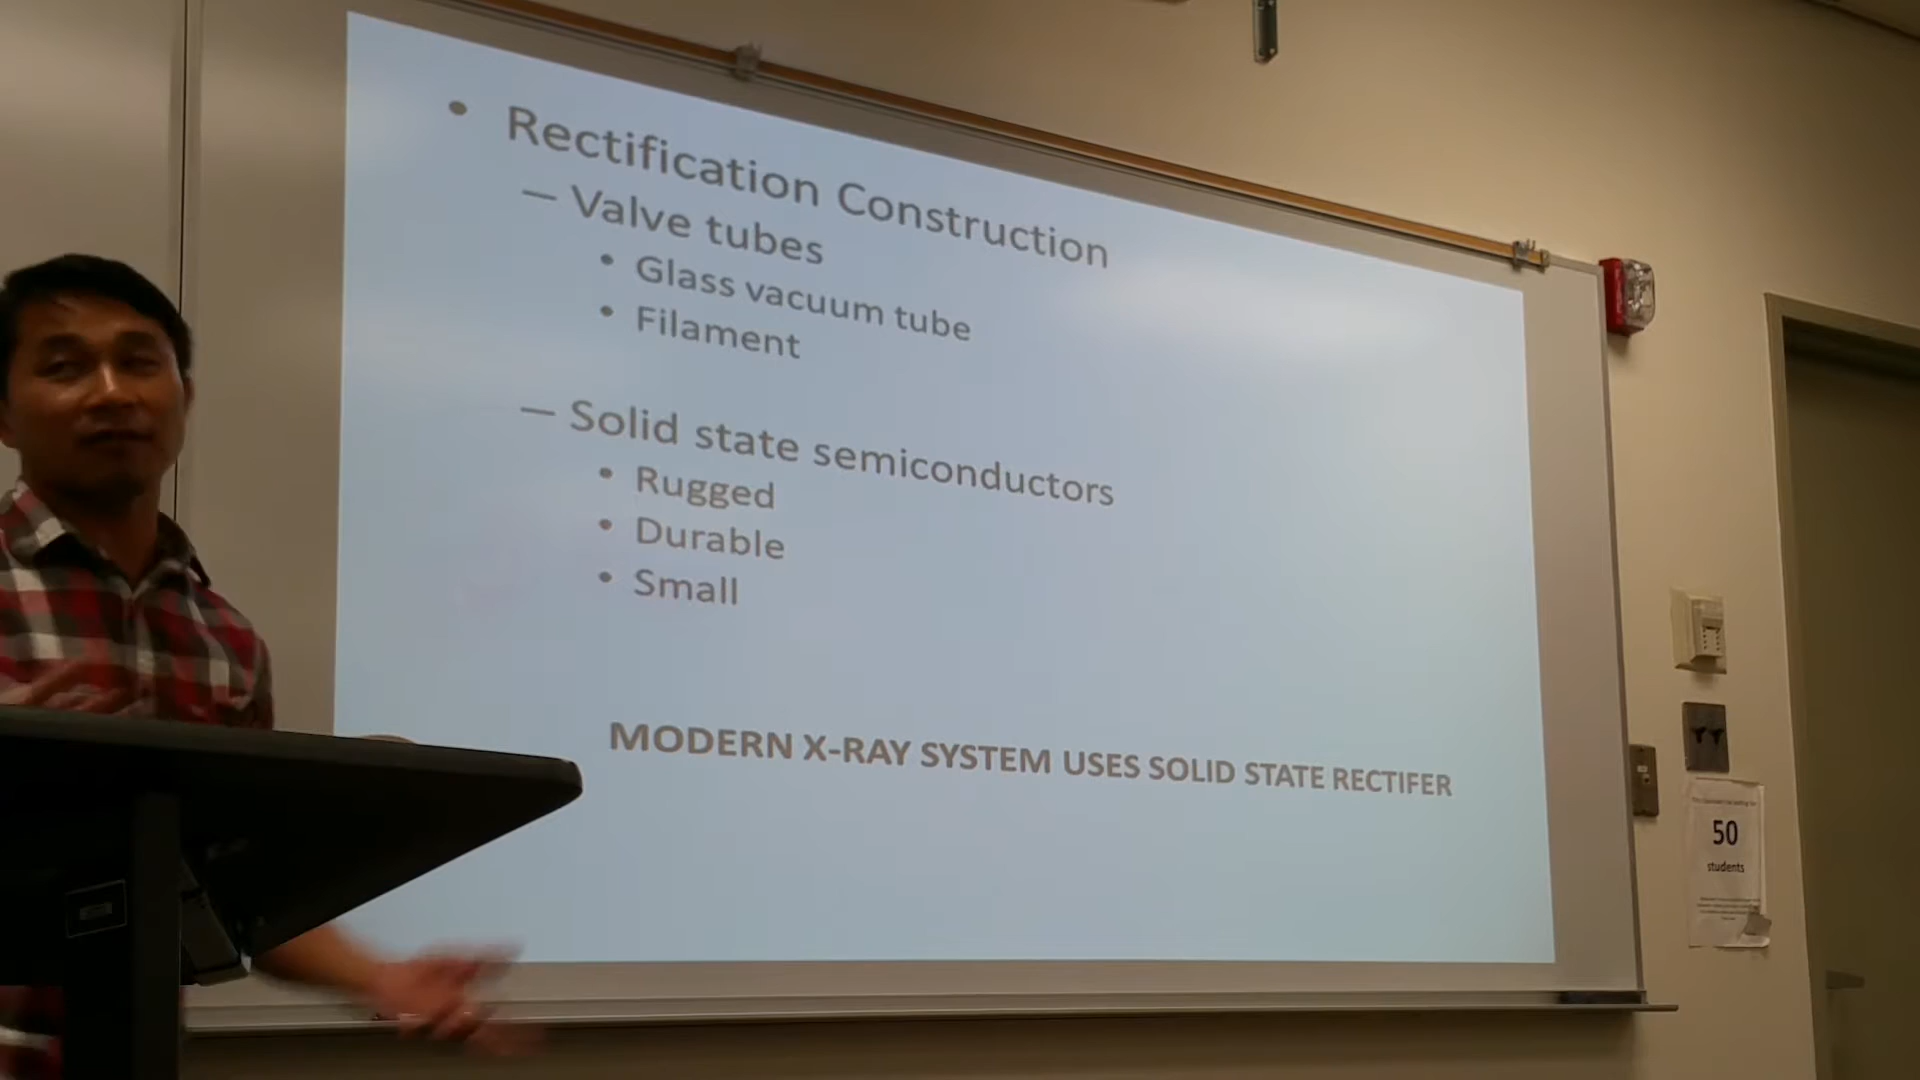 • Rectification Construction
— Valve tubes
• Glass vacuum tube
• Filament
— Solid state semiconductors
• Rugged
• Durable
• Small
MODERN X-RAY SYSTEM USES SOLID STATE RECTIFER
50
students